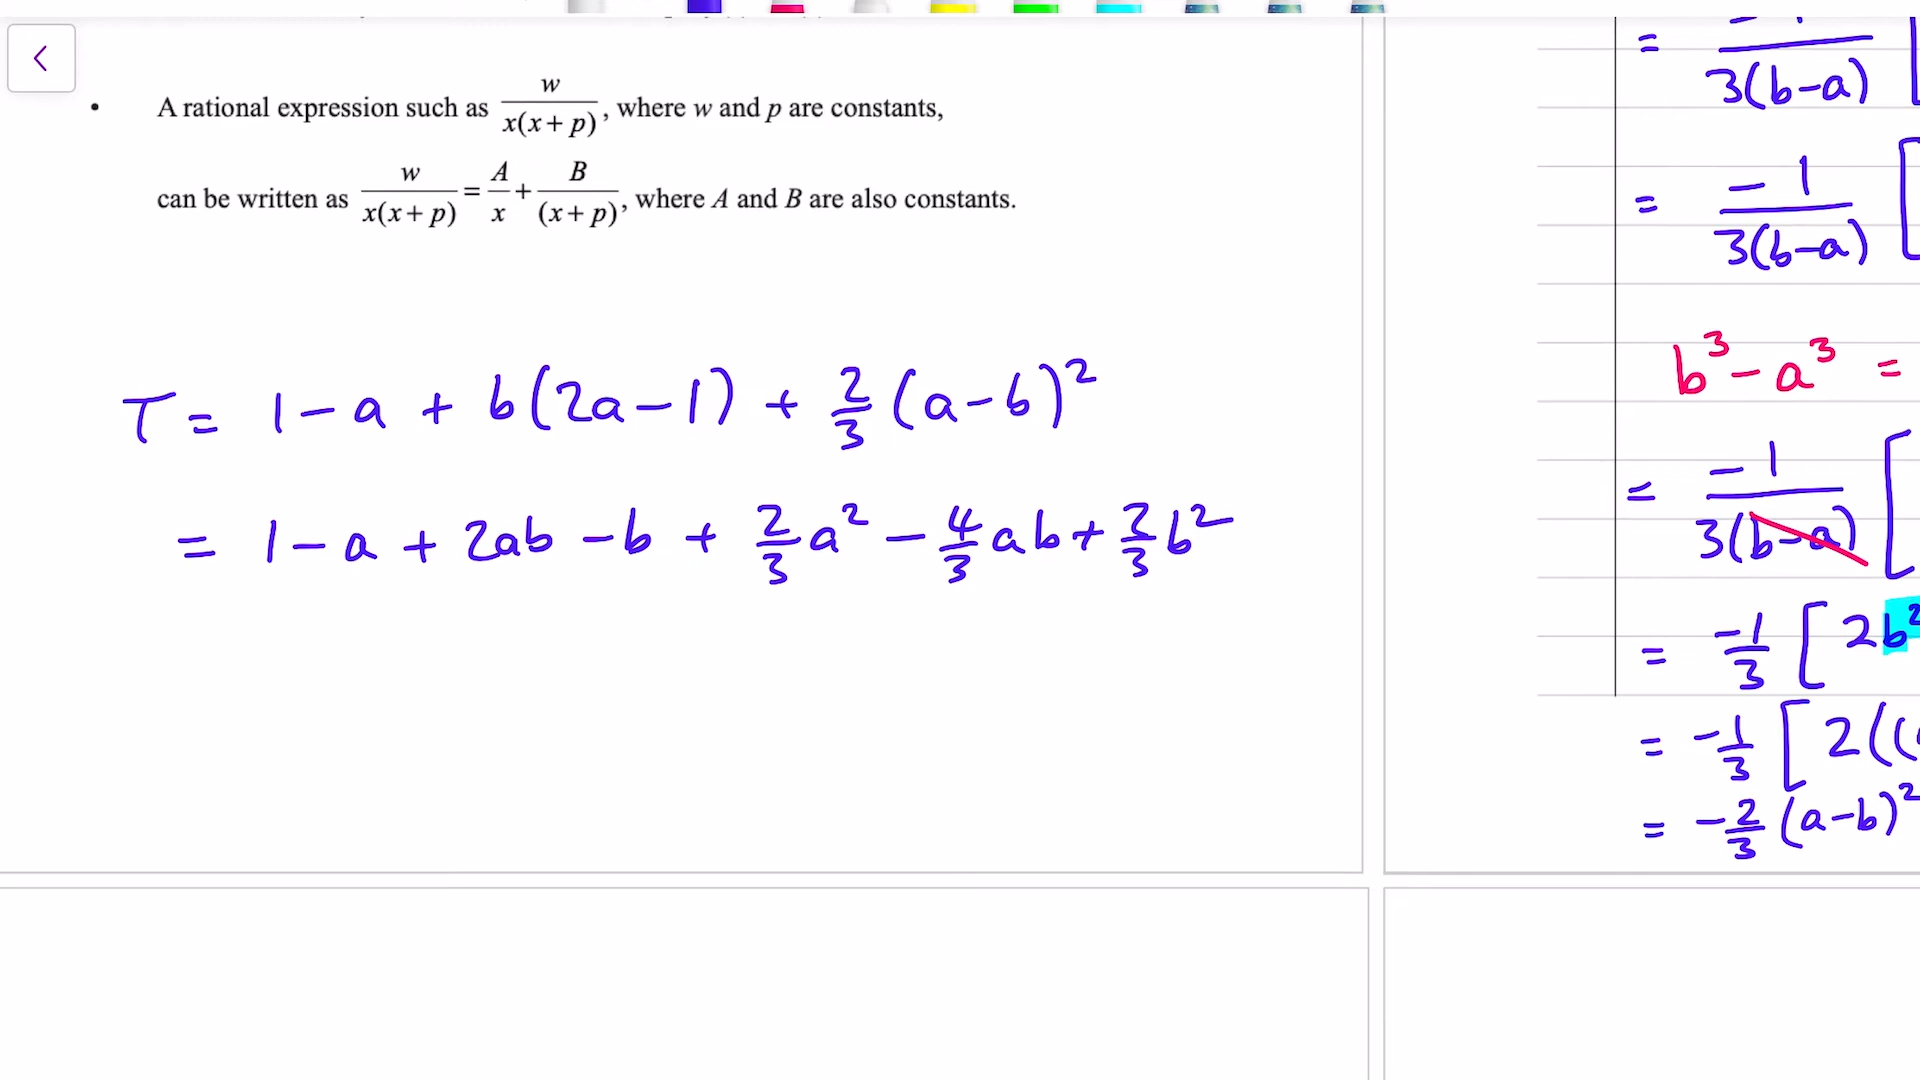 • A rational expression such as w/(x(x + p)), where w and p are constants,
can be written as w/(x(x + p)) = A/x + B/((x + p)), where A and B are also constants.
T = 1 - a + b(2a - 1) + 2/3 (a - b)²
= 1 - a + 2ab - b + 2/3 a² - 4/3 ab + 2/3 b²
= 3(b-a)
= -1/(3(b-a)) [
b³ - a³ =
= -1/(3(b-a)) [
= -1/3 [ 2b²
= -1/3 [ 2((
= -2/3 (a-b)²